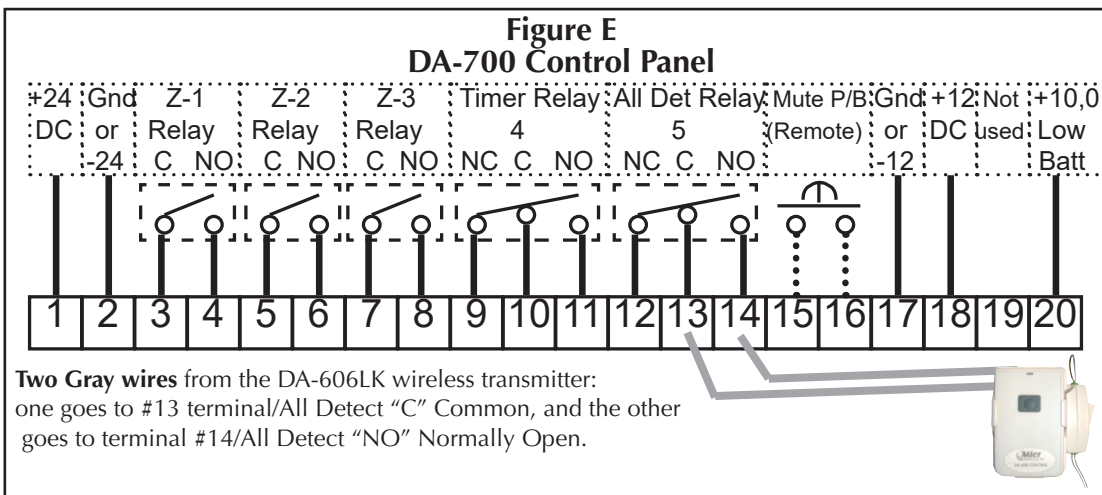 Figure E
DA-700 Control Panel
+24 Gnd Z-1 Z-2 Z-3 Timer Relay All Det Relay Mute P/B Gnd +12 Not +10,0
DC or Relay Relay Relay 4 5 (Remote) or DC used Low
-24 C NO C NO C NO NC C NO NC C NO -12 Batt
1 2 3 4 5 6 7 8 9 10 11 12 13 14 15 16 17 18 19 20
Two Gray wires from the DA-606LK wireless transmitter:
one goes to #13 terminal/All Detect “C” Common, and the other
goes to terminal #14/All Detect “NO” Normally Open.
Mier